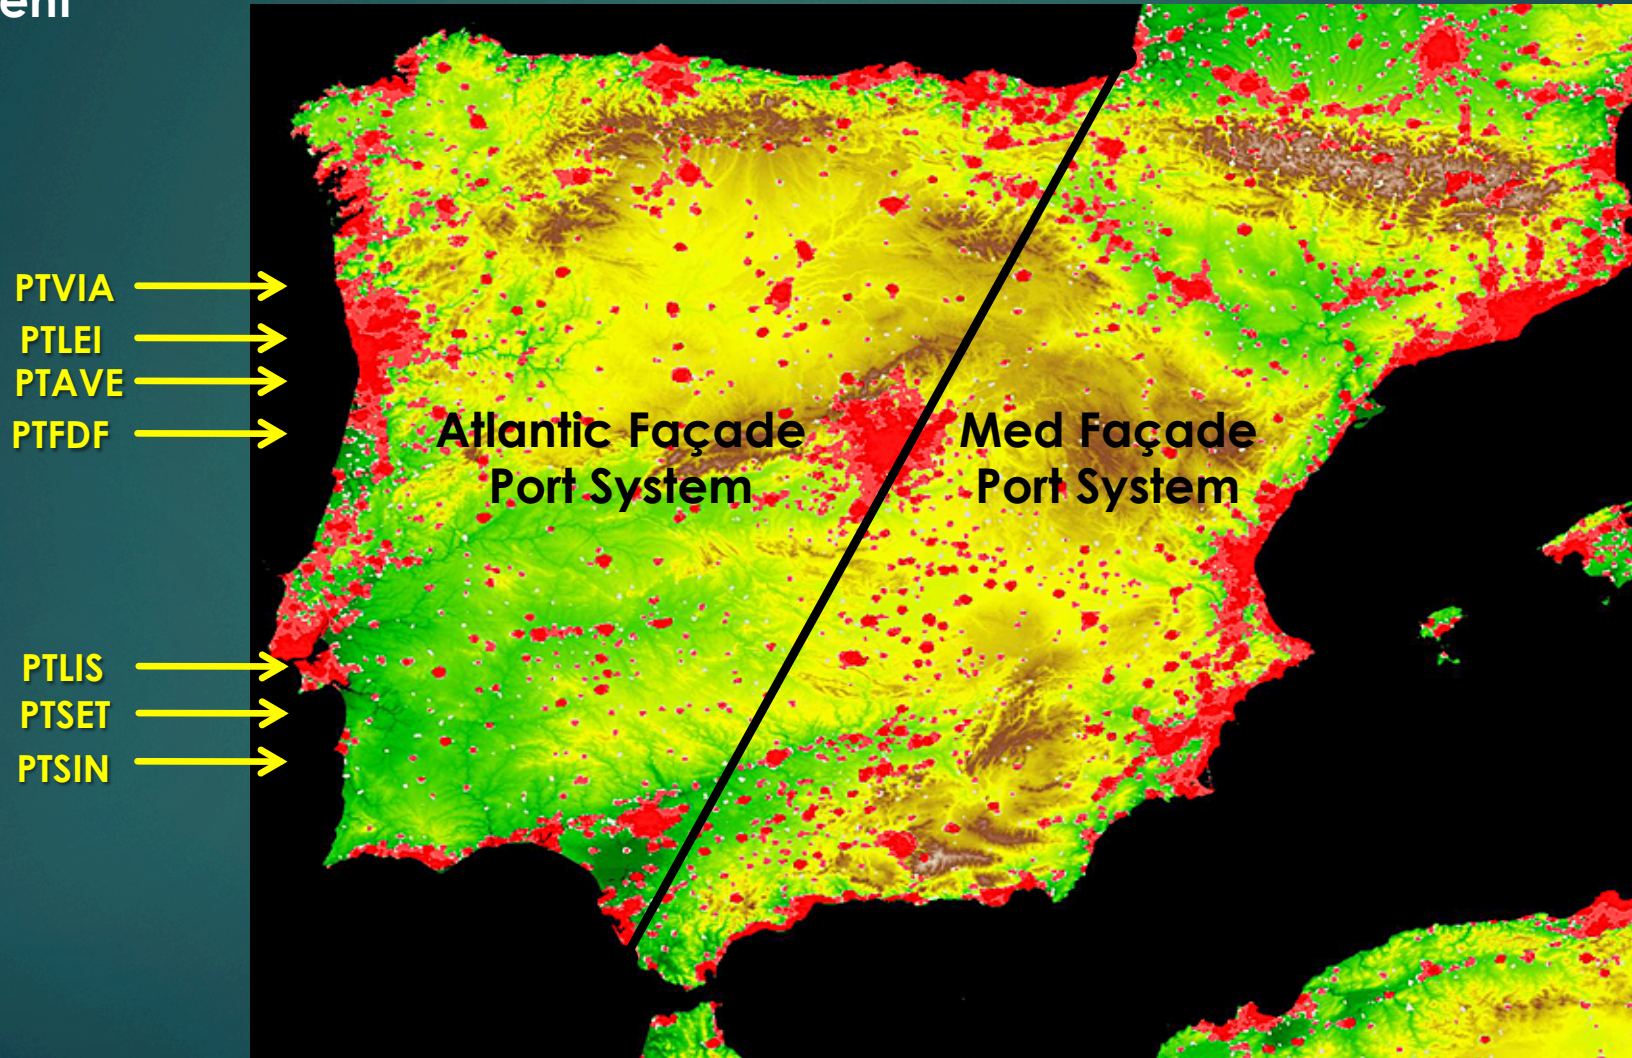 PTVIA
PTLEI
PTAVE
PTFDF
Atlantic Façade
Port System
Med Façade
Port System
PTLIS
PTSET
PTSIN